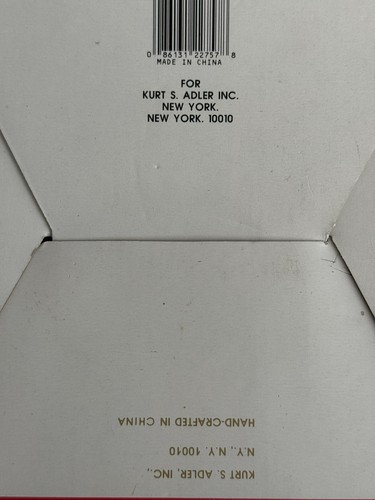 0 86131 22757 8
MADE IN CHINA
FOR
KURT S. ADLER INC.
NEW YORK.
NEW YORK. 10010
KURT S. ADLER, INC.,
N.Y., N.Y. 10010
HAND-CRAFTED IN CHINA